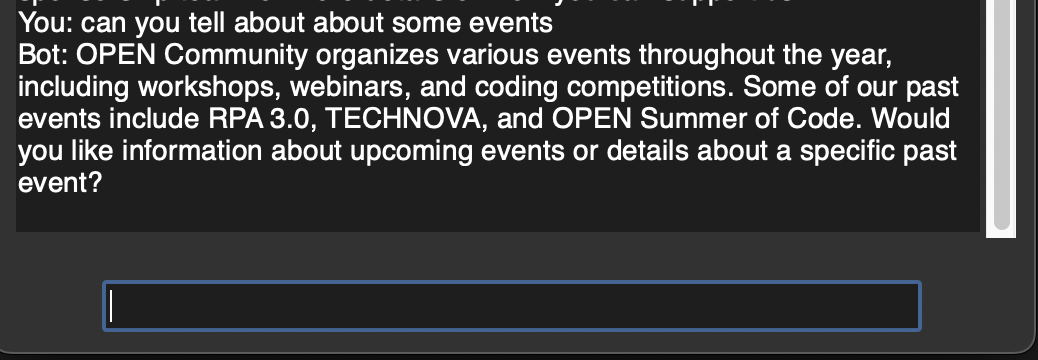 You: can you tell about about some events
Bot: OPEN Community organizes various events throughout the year,
including workshops, webinars, and coding competitions. Some of our past
events include RPA 3.0, TECHNOVA, and OPEN Summer of Code. Would
you like information about upcoming events or details about a specific past
event?